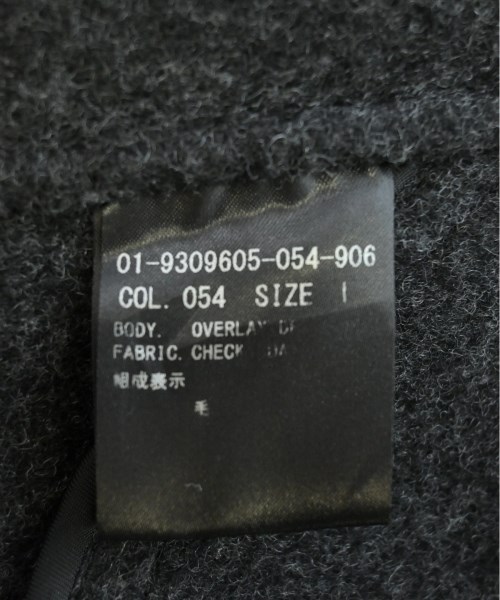 01-9309605-054-906
COL. 054 SIZE 1
BODY. OVERLAY
FABRIC. CHECK
組成表示
毛